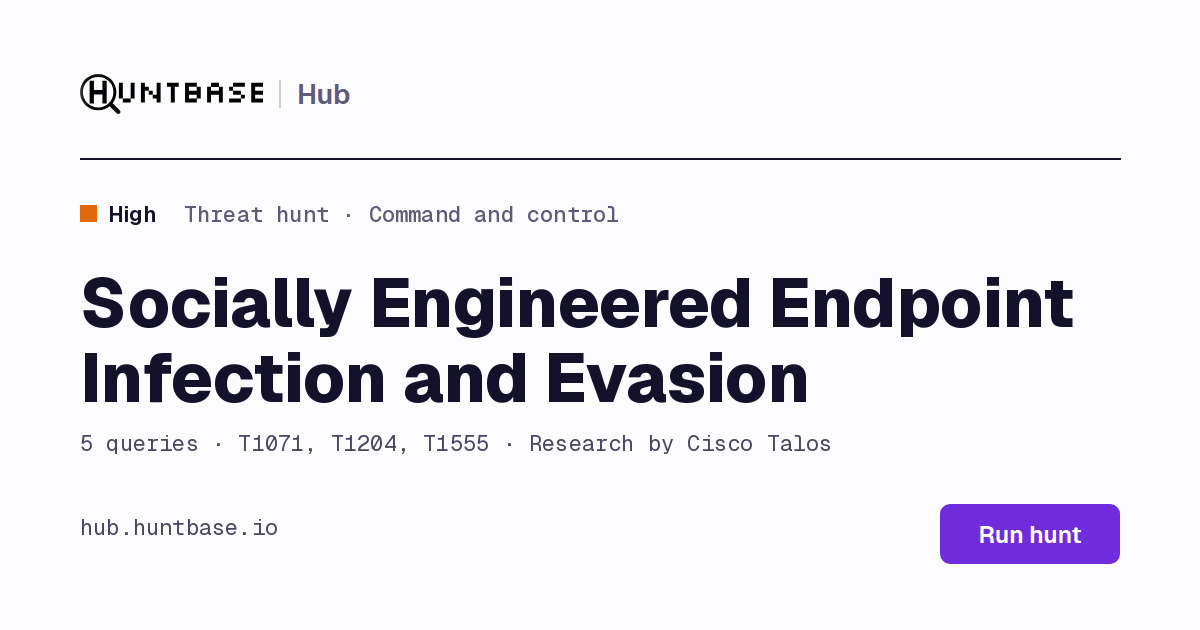 HUNTBASE | Hub
High Threat hunt · Command and control
Socially Engineered Endpoint
Infection and Evasion
5 queries · T1071, T1204, T1555 · Research by Cisco Talos
hub.huntbase.io
Run hunt